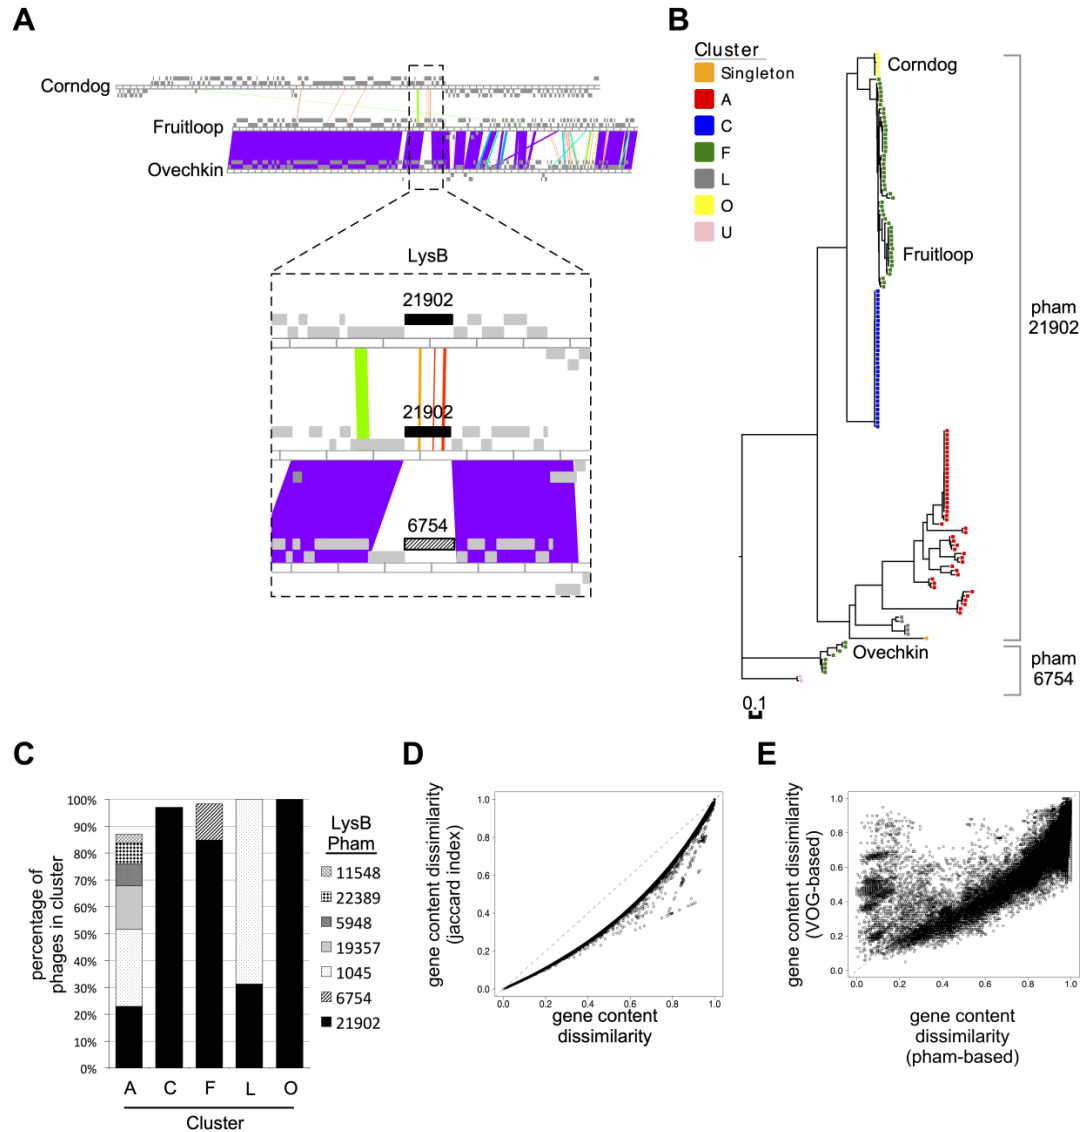 A
Corndog
Fruitloop
Ovechkin
LysB
21902
21902
6754
B
Cluster
Singleton
A
C
F
L
O
U
Corndog
Fruitloop
pham
21902
Ovechkin
pham
6754
0.1
C
100%
90%
80%
70%
60%
50%
40%
30%
20%
10%
0%
percentage of
phages in cluster
A C F L O
Cluster
LysB
Pham
11548
22389
5948
19357
1045
6754
21902
D
gene content dissimilarity
(jaccard index)
1.0
0.8
0.6
0.4
0.2
0.0
0.0 0.2 0.4 0.6 0.8 1.0
gene content
dissimilarity
E
gene content dissimilarity
(VOG-based)
1.0
0.8
0.6
0.4
0.2
0.0
0.0 0.2 0.4 0.6 0.8 1.0
gene content
dissimilarity
(pham-based)